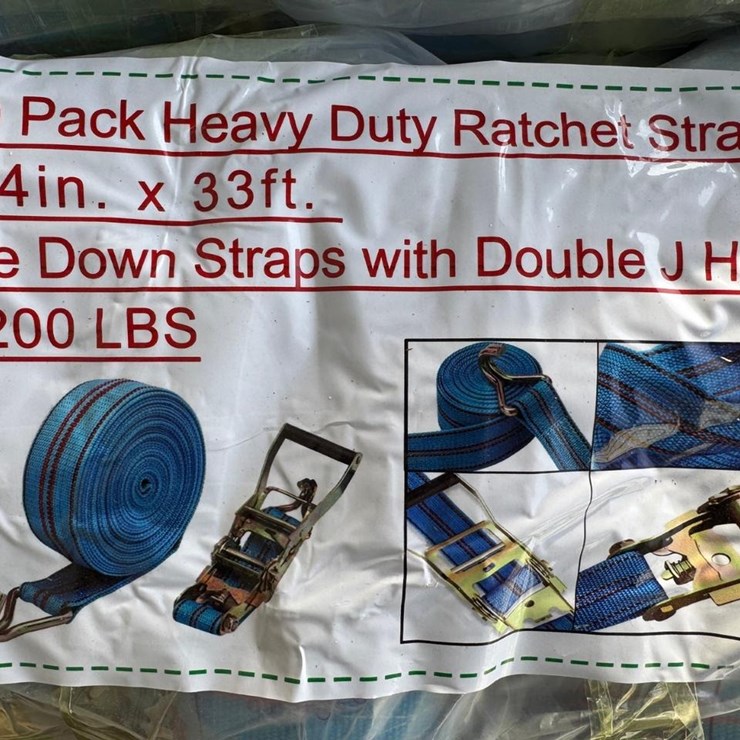 Pack Heavy Duty Ratchet Stra
4in. x 33ft.
e Down Straps with Double J H
200 LBS